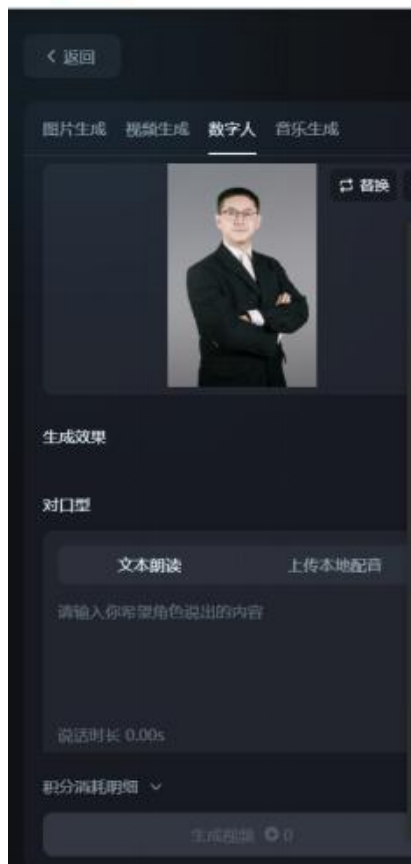 返回
图片生成 视频生成 数字人 音乐生成
替换
生成效果
对口型
文本朗读 上传本地配音
请输入你希望角色说出的内容
说话时长 0.00s
积分消耗明细
生成视频 0